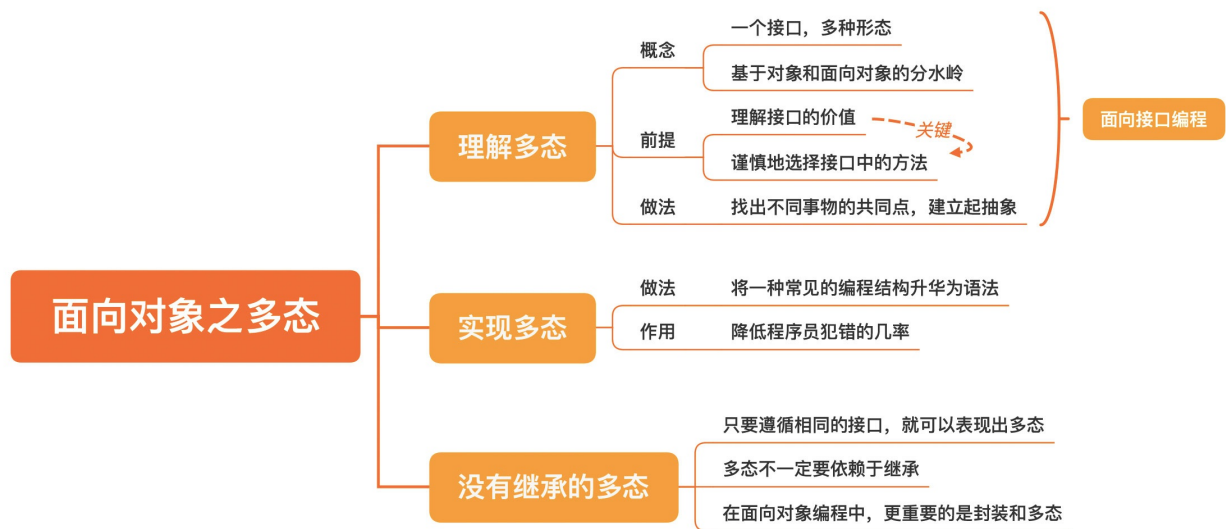 面向对象之多态
理解多态
概念
一个接口，多种形态
基于对象和面向对象的分水岭
前提
理解接口的价值
关键
谨慎地选择接口中的方法
做法
找出不同事物的共同点，建立起抽象
面向接口编程
实现多态
做法
将一种常见的编程结构升华为语法
作用
降低程序员犯错的几率
没有继承的多态
只要遵循相同的接口，就可以表现出多态
多态不一定要依赖于继承
在面向对象编程中，更重要的是封装和多态